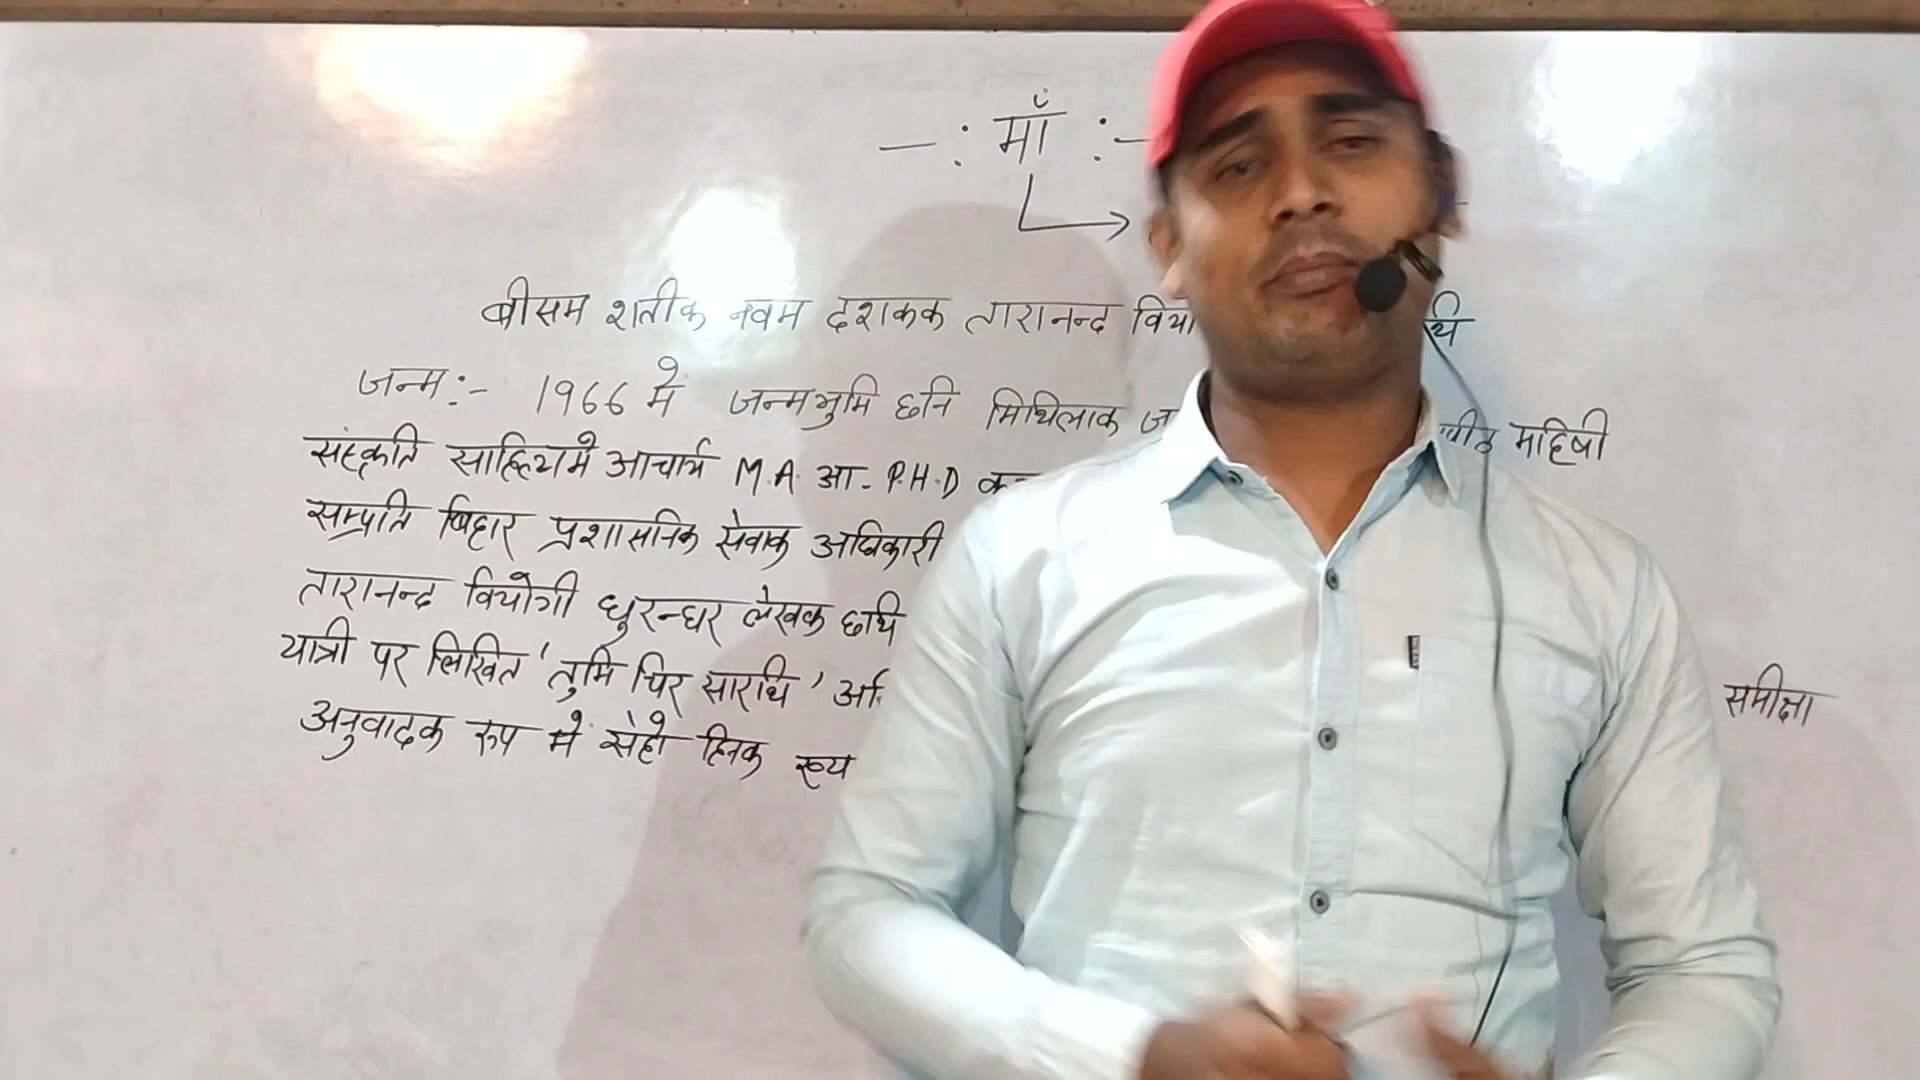 —: माँ :—
बीसम शतीक नवम दशकक तारानन्द
जन्म:- 1966 में जन्मभुमि छनि मिथिलाक महिषी
संस्कृति साहित्यमे आचार्य M.A. आ- P.H.D
सम्प्रति बिहार प्रशासनिक सेवाक अधिकारी
तारानन्द वियोगी धुरन्धर लेखक छथि
यात्री पर लिखित 'तुमि चिर सारथि' समीक्षा
अनुवादक रूप में सेहो हिनक